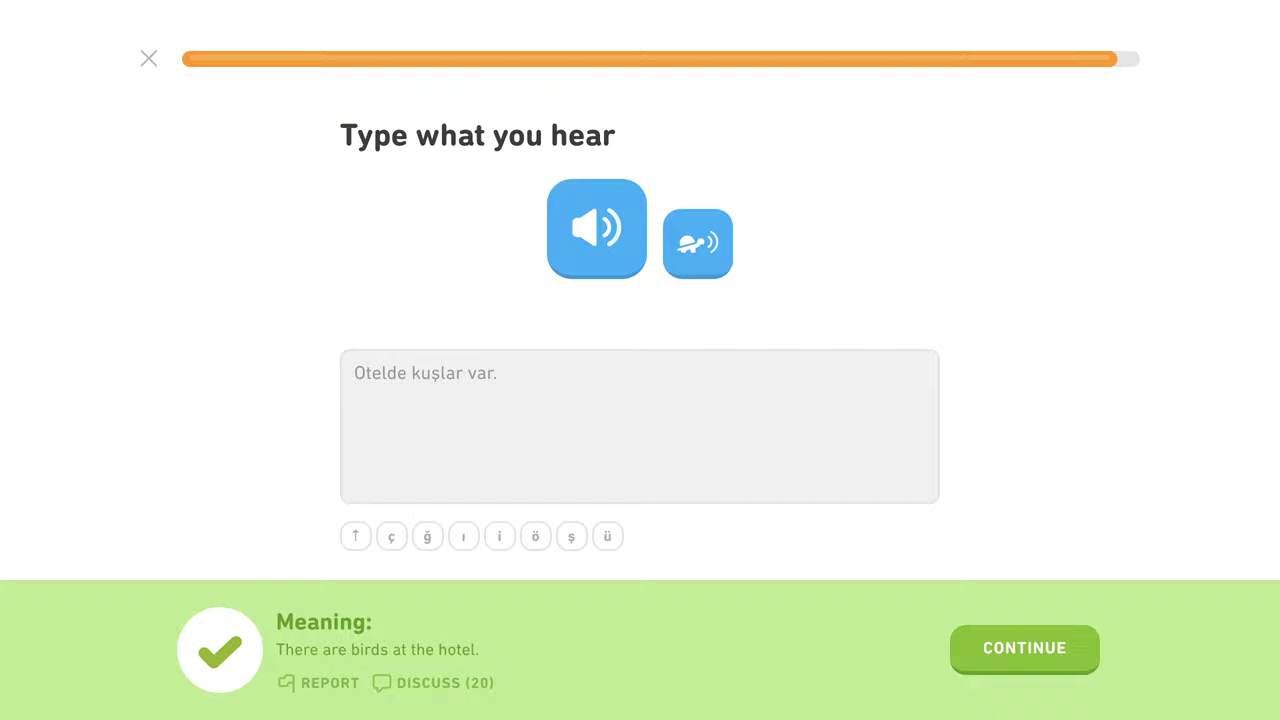 Type what you hear
Otelde kuşlar var.
↑ ç ğ ı i ö ş ü
Meaning:
There are birds at the hotel.
REPORT DISCUSS (20)
CONTINUE